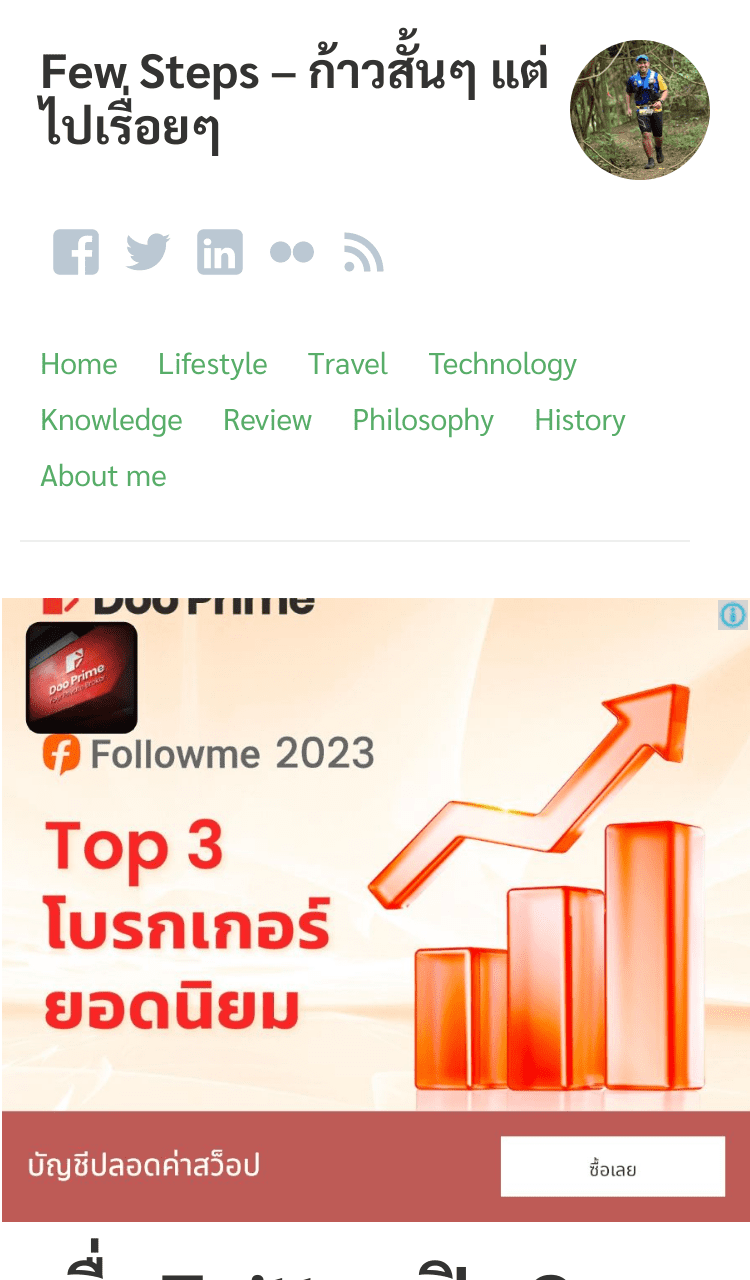 Few Steps – ก้าวสั้นๆ แต่
ไปเรื่อยๆ
Home Lifestyle Travel Technology
Knowledge Review Philosophy History
About me
Doo Prime
Doo Prime
Followme 2023
Top 3
โบรกเกอร์
ยอดนิยม
บัญชีปลอดค่าสว็อป
ซื้อเลย